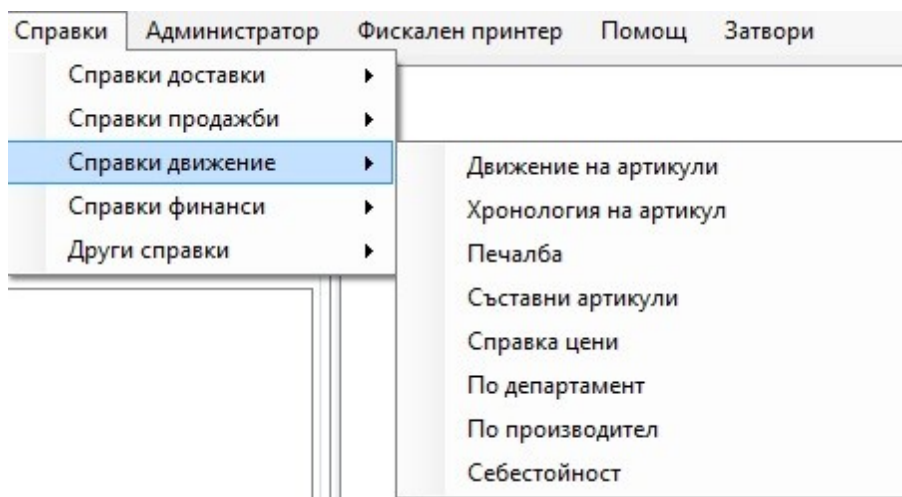 Справки Администратор Фискален принтер Помощ Затвори
Справки доставки
Справки продажби
Справки движение
Справки финанси
Други справки
Движение на артикули
Хронология на артикул
Печалба
Съставни артикули
Справка цени
По департамент
По производител
Себестойност